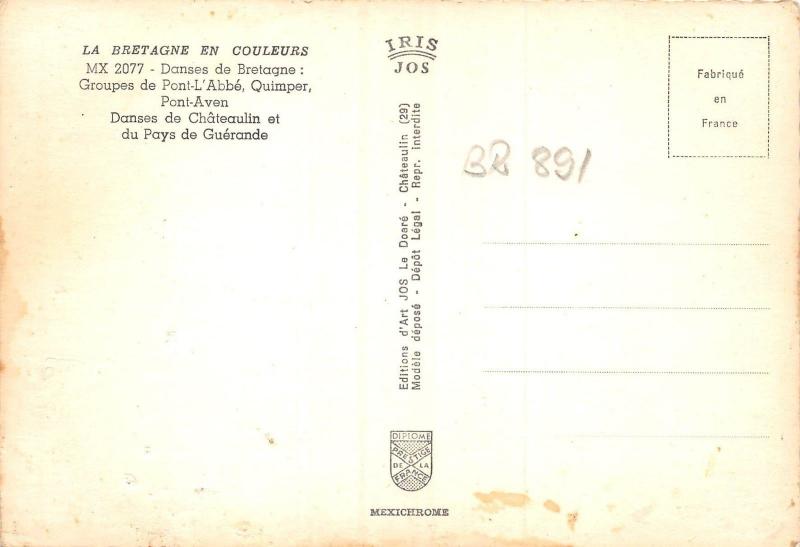 LA BRETAGNE EN COULEURS
MX 2077 - Danses de Bretagne :
Groupes de Pont-L'Abbé, Quimper,
Pont-Aven
Danses de Châteaulin et
du Pays de Guérande
IRIS
JOS
Editions d'Art JOS Le Doaré - Châteaulin (29)
Modèle déposé - Dépôt Légal - Repr. interdite
DIPLOME
PRESTIGE
DE LA
FRANCE
MEXICHROME
Fabriqué
en
France
BR 891